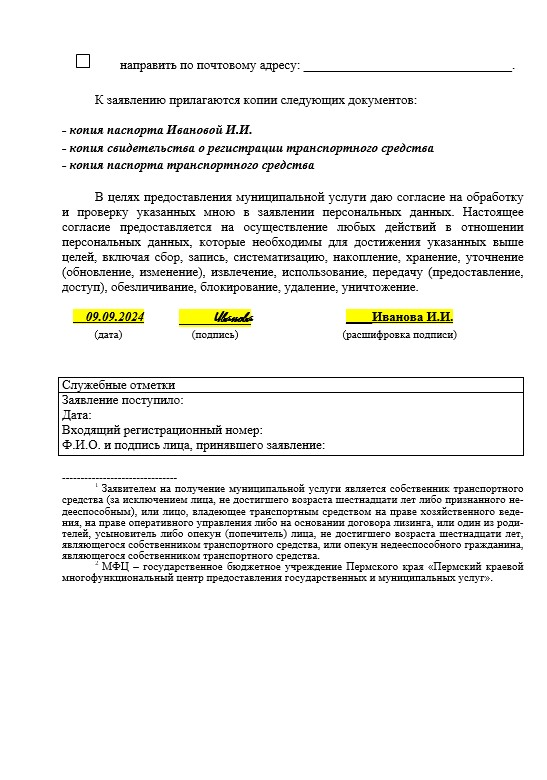 направить по почтовому адресу: _________________________________.
К заявлению прилагаются копии следующих документов:
- копия паспорта Ивановой И.И.
- копия свидетельства о регистрации транспортного средства
- копия паспорта транспортного средства
В целях предоставления муниципальной услуги даю согласие на обработку
и проверку указанных мною в заявлении персональных данных. Настоящее
согласие предоставляется на осуществление любых действий в отношении
персональных данных, которые необходимы для достижения указанных выше
целей, включая сбор, запись, систематизацию, накопление, хранение, уточнение
(обновление, изменение), извлечение, использование, передачу (предоставление,
доступ), обезличивание, блокирование, удаление, уничтожение.
09.09.2024 Иванова ____Иванова И.И.
(дата) (подпись) (расшифровка подписи)
Служебные отметки
Заявление поступило:
Дата:
Входящий регистрационный номер:
Ф.И.О. и подпись лица, принявшего заявление:
-------------------------------
1 Заявителем на получение муниципальной услуги является собственник транспортного
средства (за исключением лица, не достигшего возраста шестнадцати лет либо признанного не-
дееспособным), или лицо, владеющее транспортным средством на праве хозяйственного веде-
ния, на праве оперативного управления либо на основании договора лизинга, или один из роди-
телей, усыновитель либо опекун (попечитель) лица, не достигшего возраста шестнадцати лет,
являющегося собственником транспортного средства, или опекун недееспособного гражданина,
являющегося собственником транспортного средства.
2 МФЦ – государственное бюджетное учреждение Пермского края «Пермский краевой
многофункциональный центр предоставления государственных и муниципальных услуг».